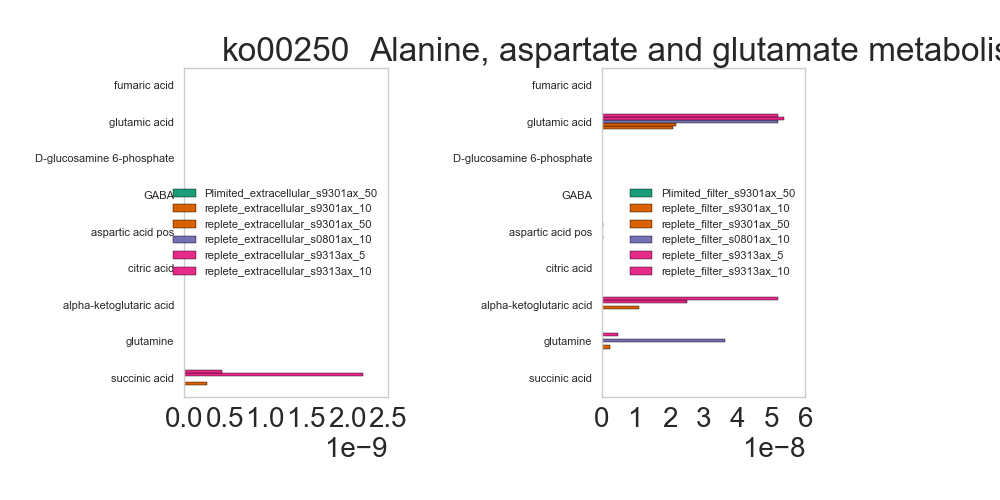 ko00250  Alanine, aspartate and glutamate metabolis
fumaric acid
glutamic acid
D-glucosamine 6-phosphate
GABA
aspartic acid pos
citric acid
alpha-ketoglutaric acid
glutamine
succinic acid
Plimited_extracellular_s9301ax_50
replete_extracellular_s9301ax_10
replete_extracellular_s9301ax_50
replete_extracellular_s0801ax_10
replete_extracellular_s9313ax_5
replete_extracellular_s9313ax_10
0.0 0.5 1.0 1.5 2.0 2.5
1e−9
fumaric acid
glutamic acid
D-glucosamine 6-phosphate
GABA
aspartic acid pos
citric acid
alpha-ketoglutaric acid
glutamine
succinic acid
Plimited_filter_s9301ax_50
replete_filter_s9301ax_10
replete_filter_s9301ax_50
replete_filter_s0801ax_10
replete_filter_s9313ax_5
replete_filter_s9313ax_10
0 1 2 3 4 5 6
1e−8